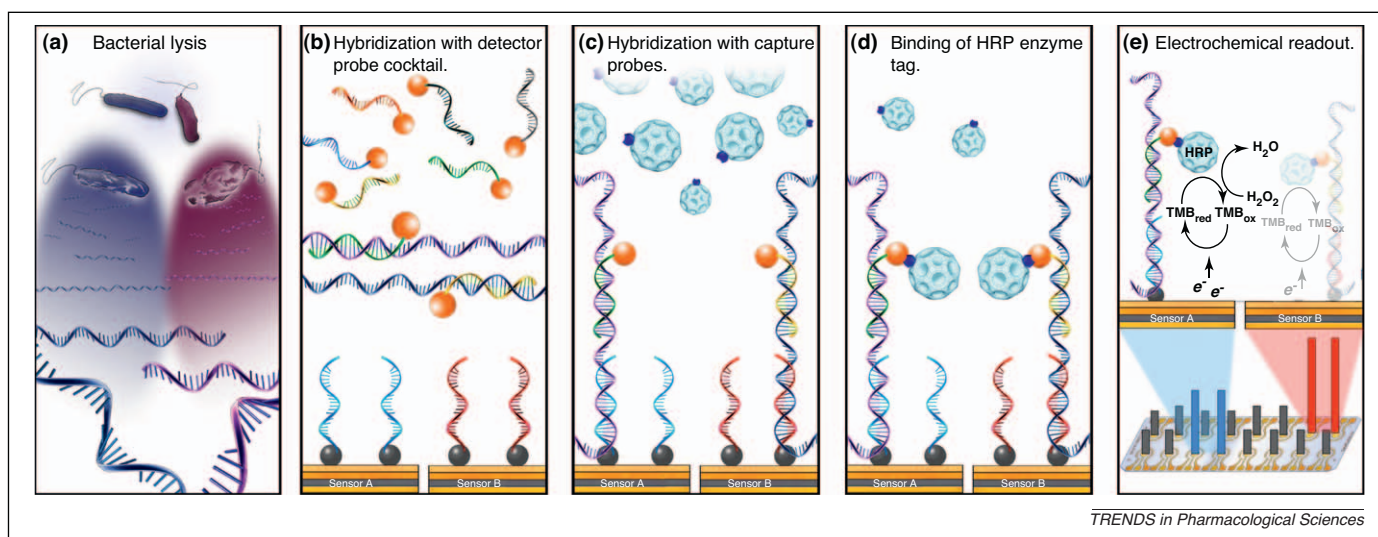 (a) Bacterial lysis
(b) Hybridization with detector
probe cocktail.
Sensor A
Sensor B
(c) Hybridization with capture
probes.
Sensor A
Sensor B
(d) Binding of HRP enzyme
tag.
Sensor A
Sensor B
(e) Electrochemical readout.
HRP
H2O
H2O2
TMBred
TMBox
e- e-
TMBred
TMBox
e-
Sensor A
Sensor B
TRENDS in Pharmacological Sciences